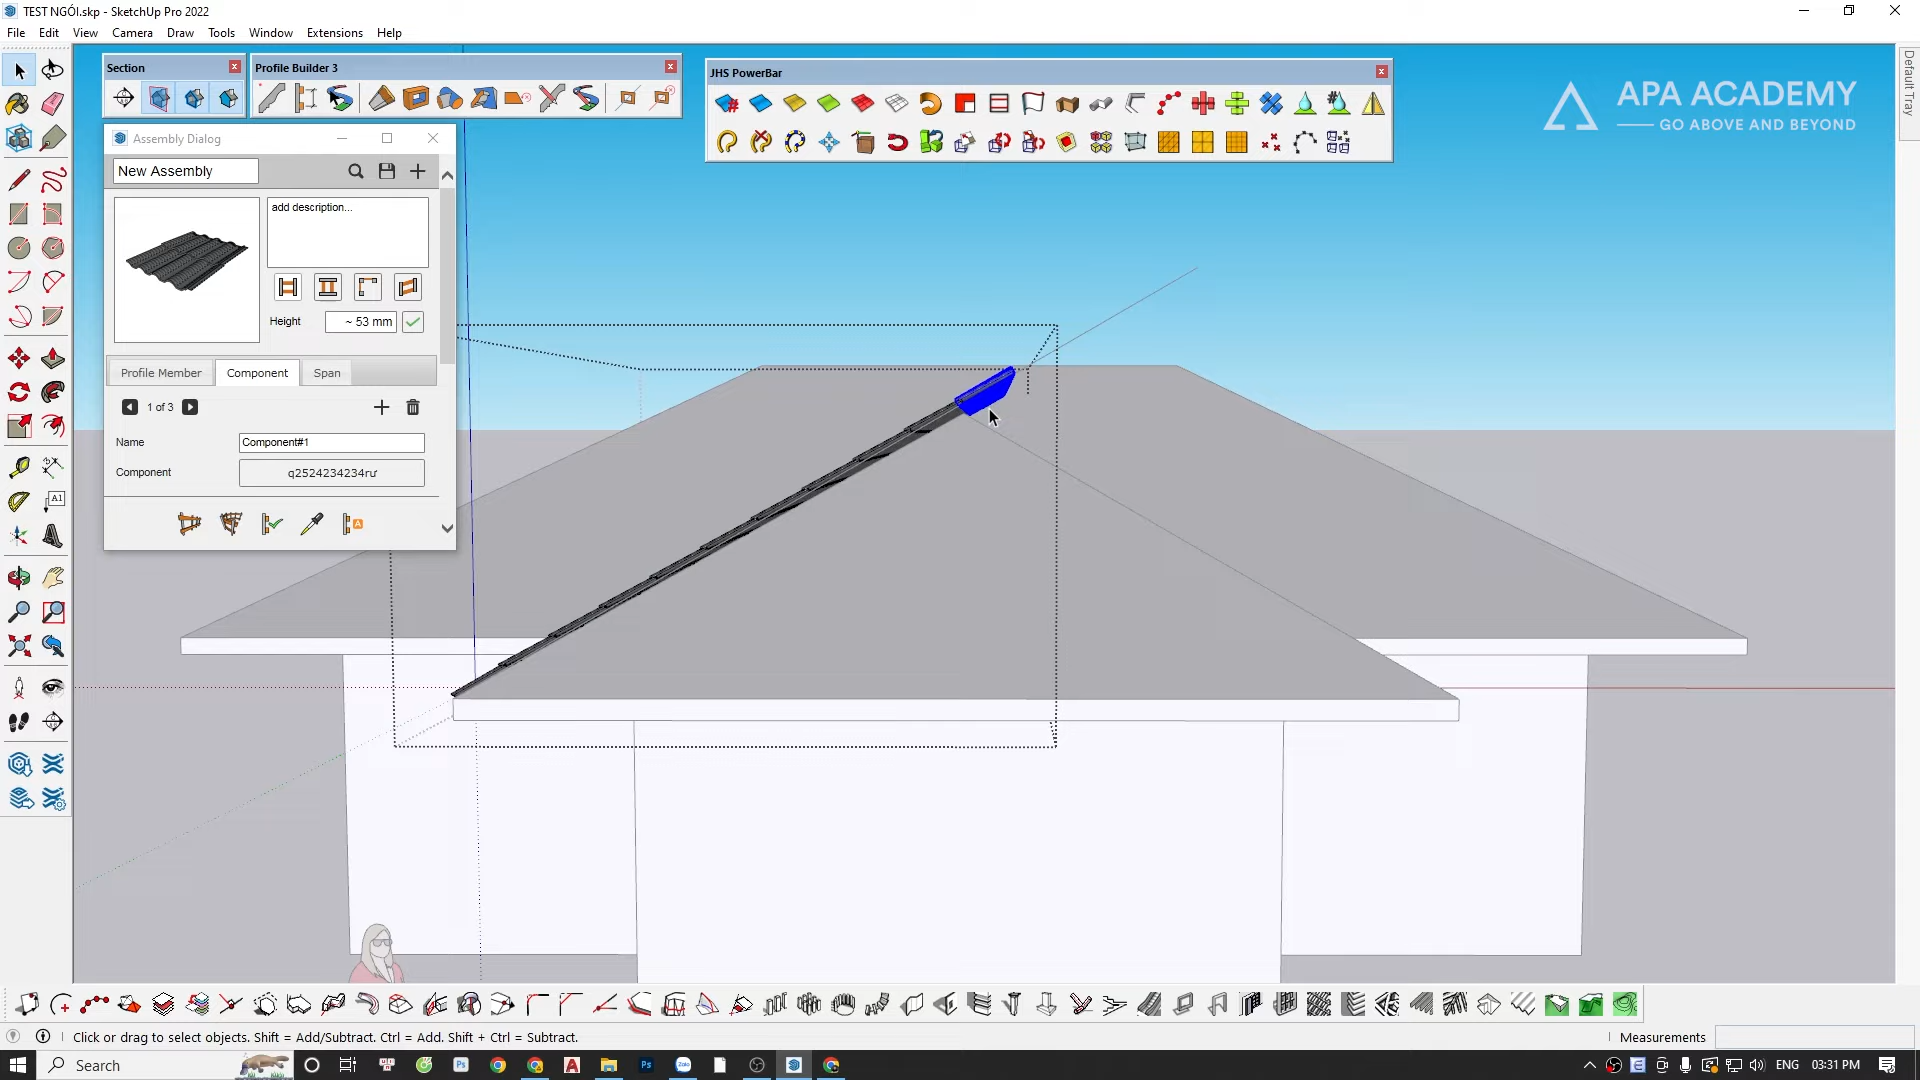 TEST NGÓI.skp - SketchUp Pro 2022
File Edit View Camera Draw Tools Window Extensions Help
Section
Profile Builder 3
JHS PowerBar
Default Tray
APA ACADEMY
GO ABOVE AND BEYOND
Assembly Dialog
New Assembly
add description...
Height ~ 53 mm
Profile Member Component Span
1 of 3
Name Component#1
Component q2524234234rư
A1
Click or drag to select objects. Shift = Add/Subtract. Ctrl = Add. Shift + Ctrl = Subtract.
Measurements
Search
ENG 03:31 PM